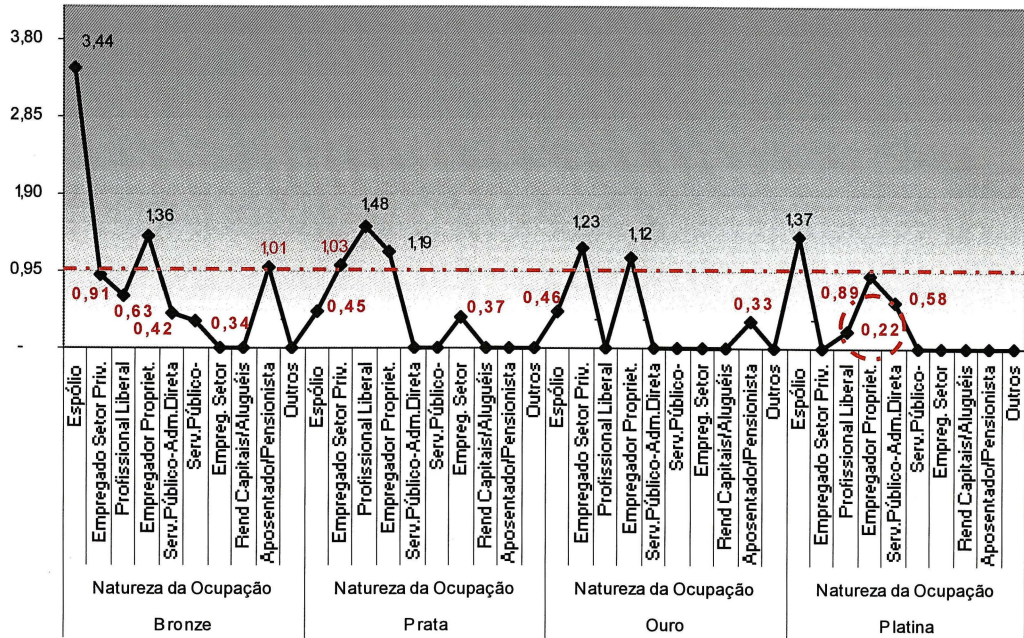 3,80
2,85
1,90
0,95
-
3,44
0,91
0,63
1,36
0,42
0,34
1,01
0,45
1,03
1,48
1,19
0,37
0,46
1,23
1,12
0,33
1,37
0,89
0,22
0,58
Espólio
Empregado Setor Priv.
Profissional Liberal
Empregador Propriet.
Serv.Público-Adm.Direta
Serv.Público-
Empreg. Setor
Rend Capitais/Aluguéis
Aposentado/Pensionista
Outros
Espólio
Empregado Setor Priv.
Profissional Liberal
Empregador Propriet.
Serv.Público-Adm.Direta
Serv.Público-
Empreg. Setor
Rend Capitais/Aluguéis
Aposentado/Pensionista
Outros
Espólio
Empregado Setor Priv.
Profissional Liberal
Empregador Propriet.
Serv.Público-Adm.Direta
Serv.Público-
Empreg. Setor
Rend Capitais/Aluguéis
Aposentado/Pensionista
Outros
Espólio
Empregado Setor Priv.
Profissional Liberal
Empregador Propriet.
Serv.Público-Adm.Direta
Serv.Público-
Empreg. Setor
Rend Capitais/Aluguéis
Aposentado/Pensionista
Outros
Natureza da Ocupação
Natureza da Ocupação
Natureza da Ocupação
Natureza da Ocupação
Bronze
Prata
Ouro
Platina